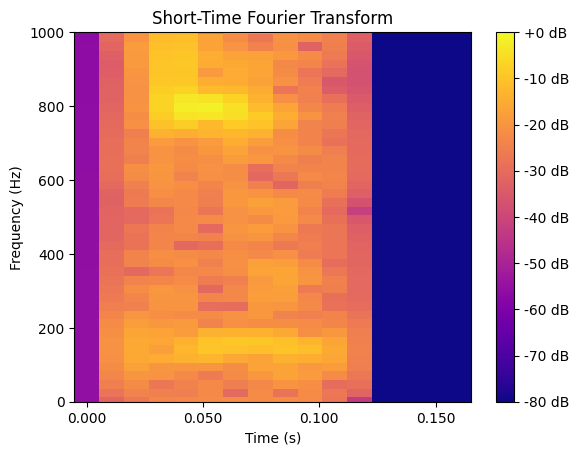 Short-Time Fourier Transform
Frequency (Hz)
1000
800
600
400
200
0
0.000
0.050
0.100
0.150
Time (s)
+0 dB
-10 dB
-20 dB
-30 dB
-40 dB
-50 dB
-60 dB
-70 dB
-80 dB